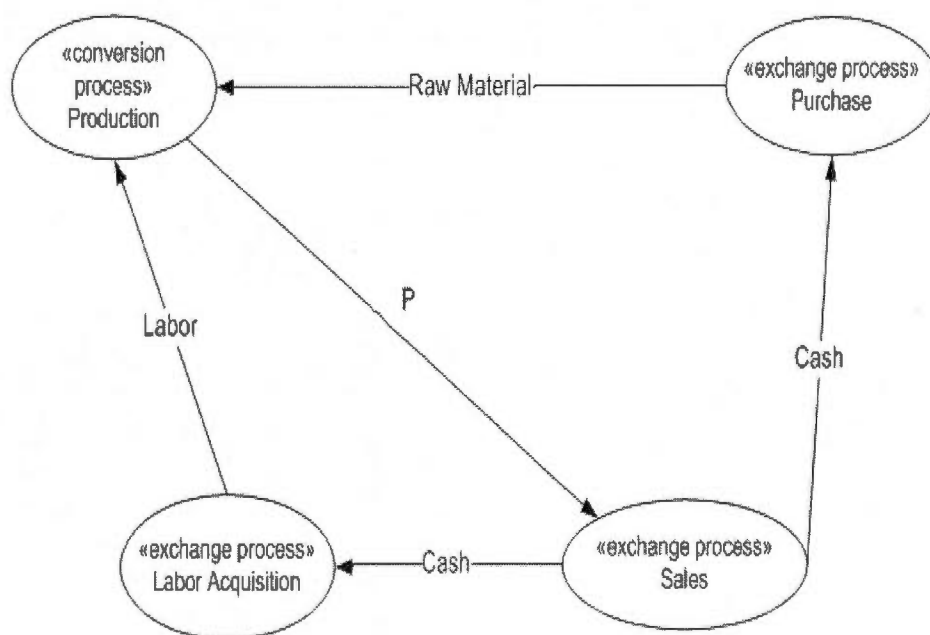 «conversion
process»
Production
Raw Material
«exchange process»
Purchase
Labor
P
Cash
«exchange process»
Labor Acquisition
Cash
«exchange process»
Sales